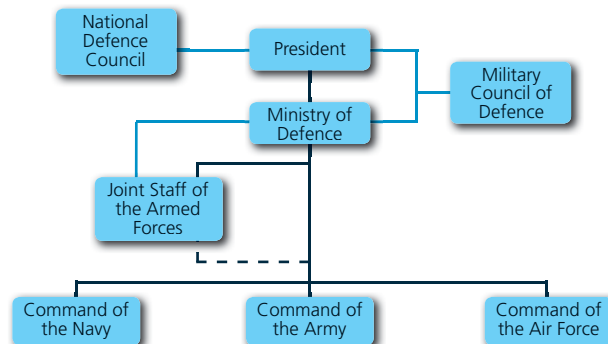 National
Defence
Council
President
Military
Council of
Defence
Ministry of
Defence
Joint Staff of
the Armed
Forces
Command of
the Navy
Command of
the Army
Command of
the Air Force